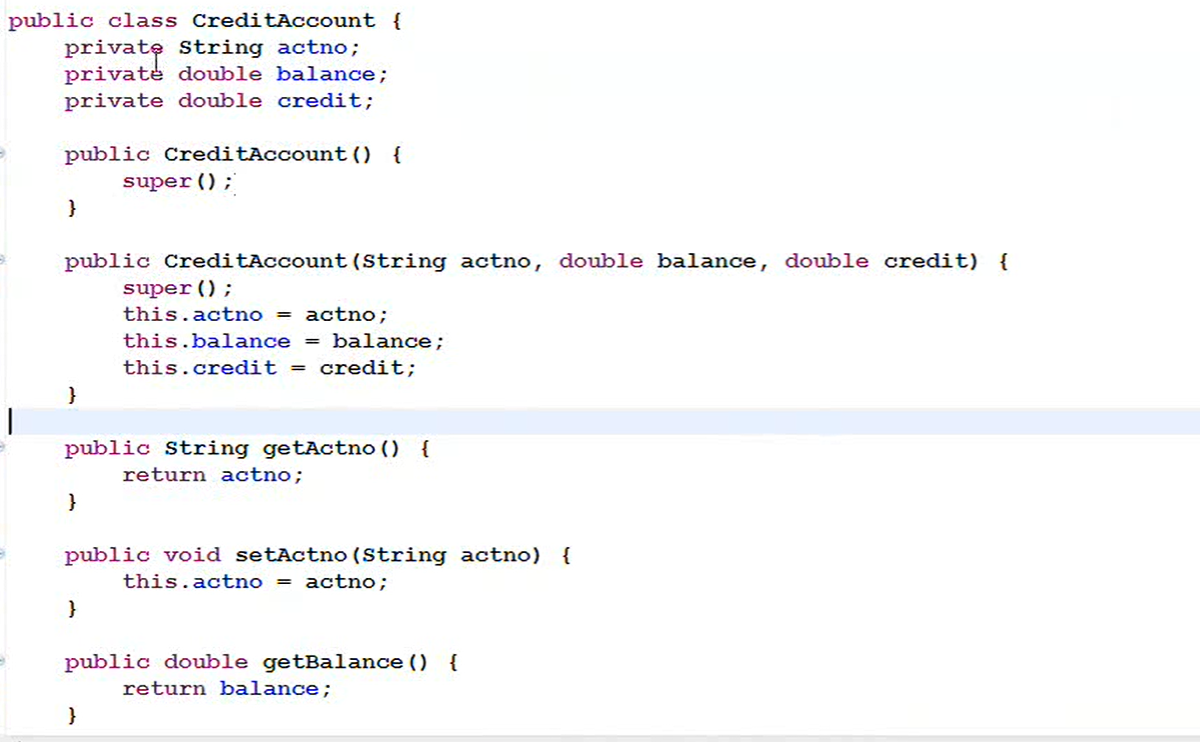 public class CreditAccount {
    private String actno;
    private double balance;
    private double credit;

    public CreditAccount() {
        super();
    }

    public CreditAccount(String actno, double balance, double credit) {
        super();
        this.actno = actno;
        this.balance = balance;
        this.credit = credit;
    }

    public String getActno() {
        return actno;
    }

    public void setActno(String actno) {
        this.actno = actno;
    }

    public double getBalance() {
        return balance;
    }